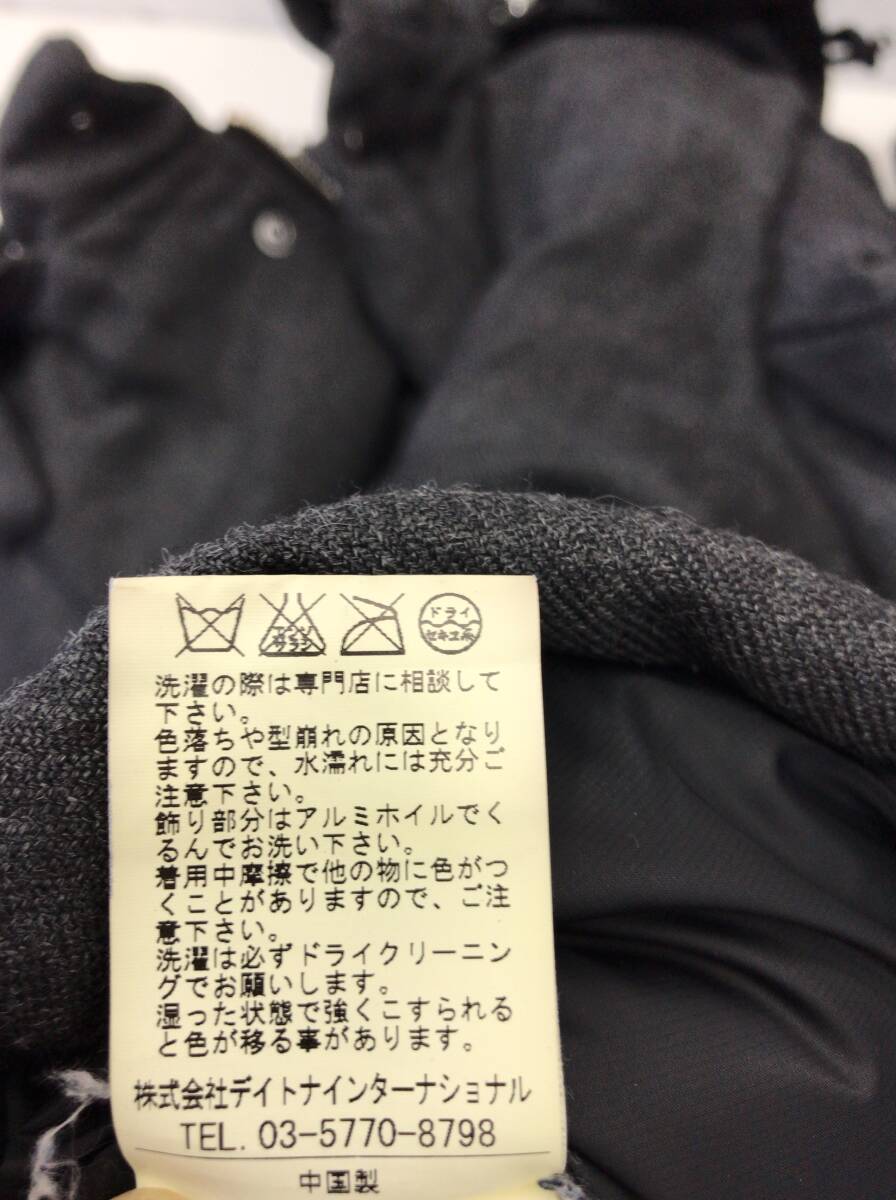 エンソ
サラシ
ドライ
セキユ系
洗濯の際は専門店に相談して
下さい。
色落ちや型崩れの原因となり
ますので、水濡れには充分ご
注意下さい。
飾り部分はアルミホイルでく
るんでお洗い下さい。
着用中摩擦で他の物に色がつ
くことがありますので、ご注
意下さい。
洗濯は必ずドライクリーニン
グでお願いします。
湿った状態で強くこすられる
と色が移る事があります。
株式会社デイトナインターナショナル
TEL. 03-5770-8798
中国製